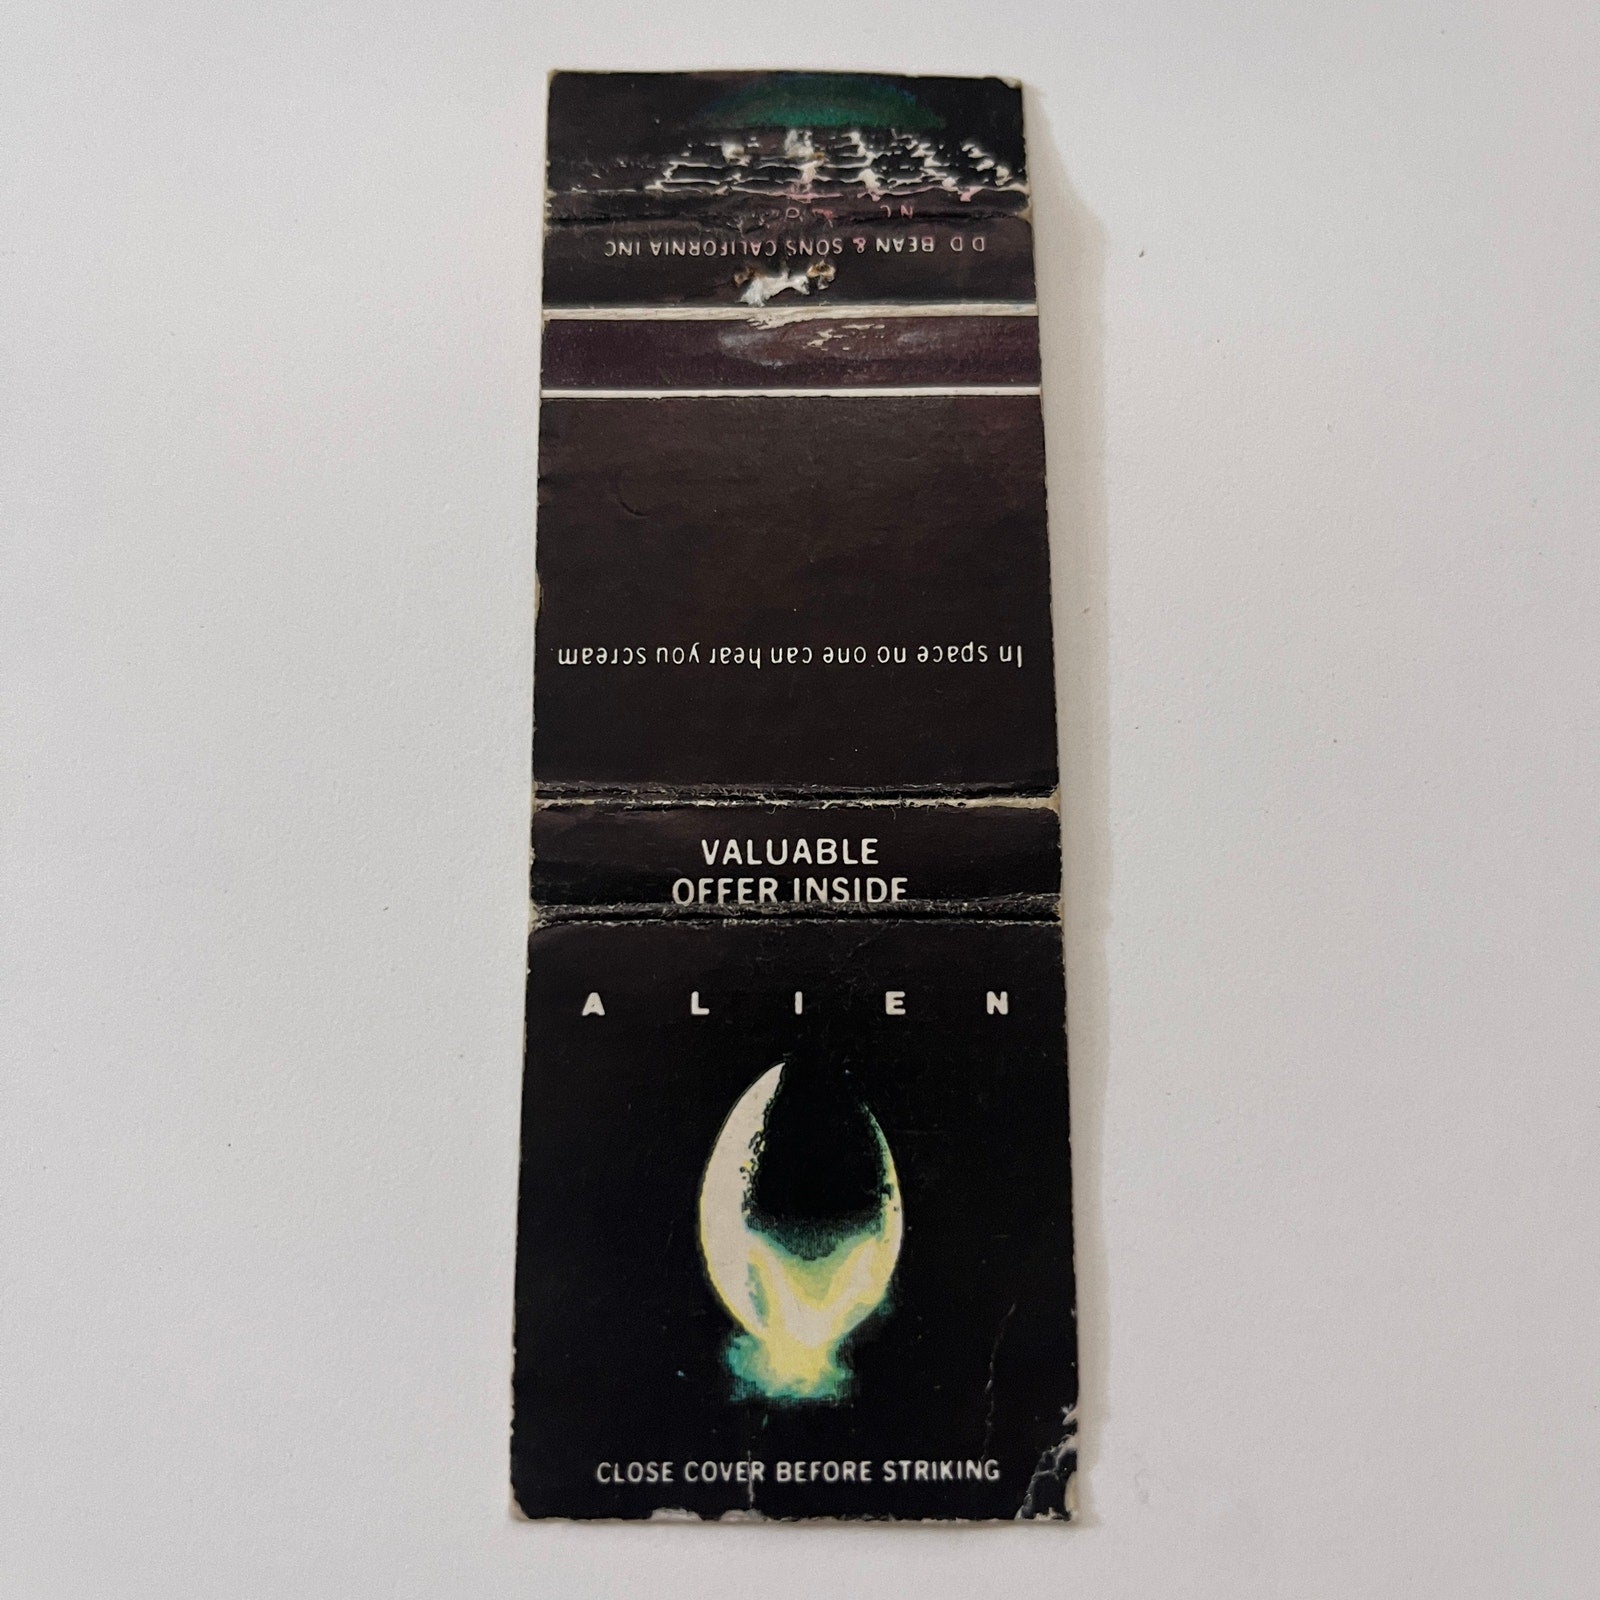 D D BEAN & SONS CALIFORNIA INC
In space no one can hear you scream.
VALUABLE
OFFER INSIDE
A L I E N
CLOSE COVER BEFORE STRIKING